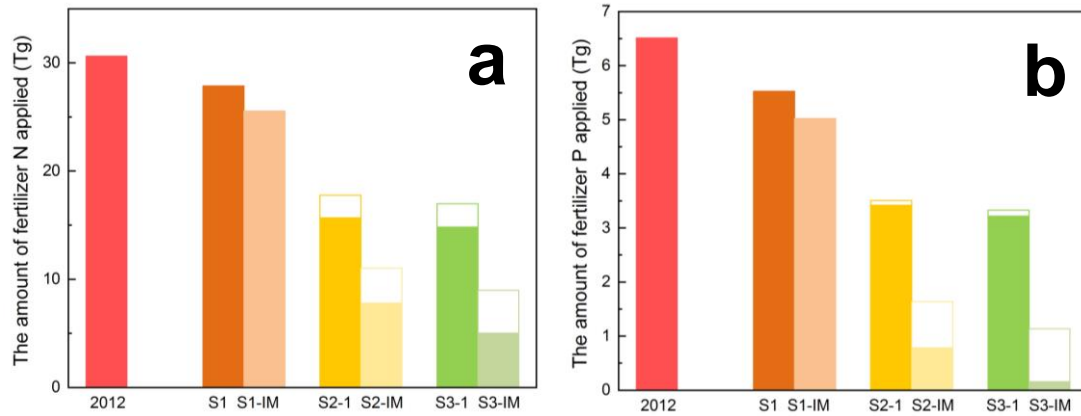 The amount of fertilizer N applied (Tg)
30
20
10
0
a
2012 S1 S1-IM S2-1 S2-IM S3-1 S3-IM
The amount of fertilizer P applied (Tg)
7
6
5
4
3
2
1
0
b
2012 S1 S1-IM S2-1 S2-IM S3-1 S3-IM